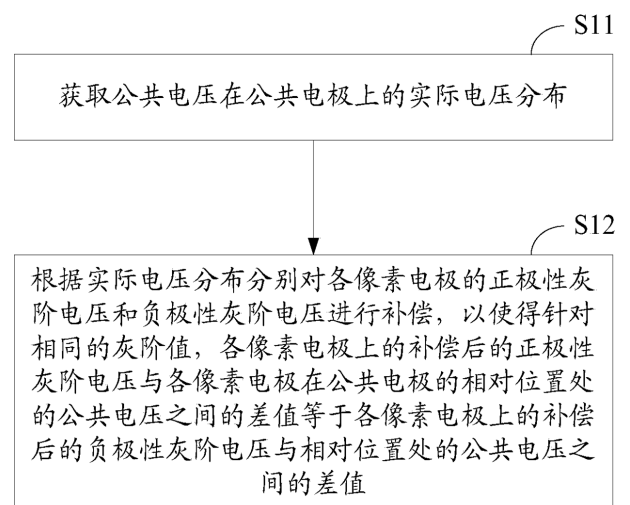 S11
获取公共电压在公共电极上的实际电压分布
S12
根据实际电压分布分别对各像素电极的正极性灰
阶电压和负极性灰阶电压进行补偿，以使得针对
相同的灰阶值，各像素电极上的补偿后的正极性
灰阶电压与各像素电极在公共电极的相对位置处
的公共电压之间的差值等于各像素电极上的补偿
后的负极性灰阶电压与相对位置处的公共电压之
间的差值